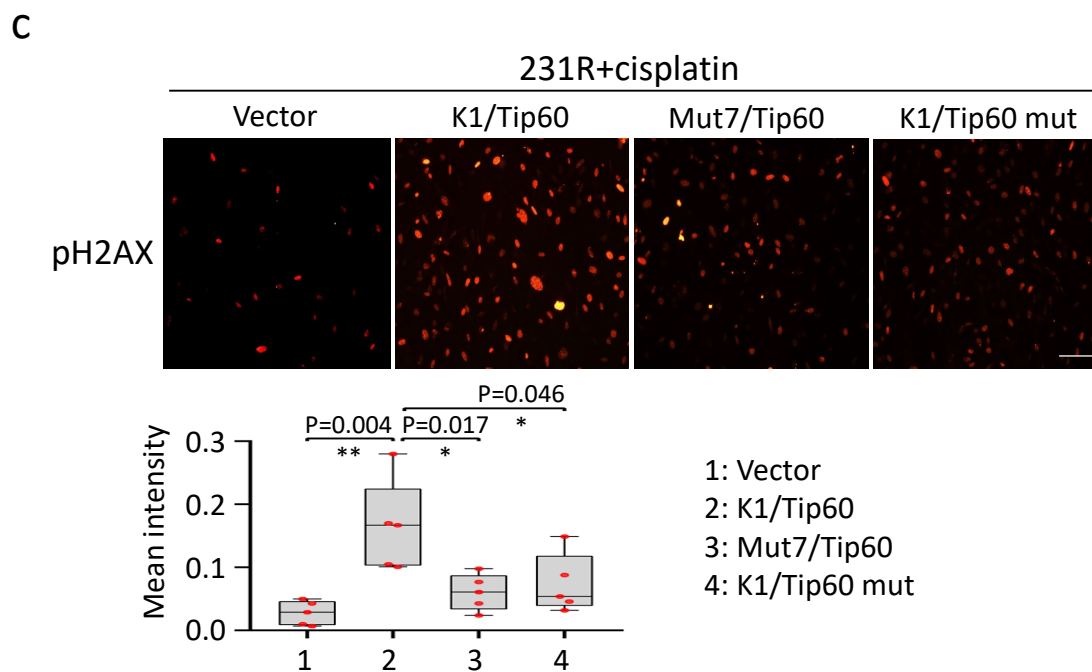 C
231R+cisplatin
Vector K1/Tip60 Mut7/Tip60 K1/Tip60 mut
pH2AX
P=0.046
P=0.004 P=0.017 *
** *
Mean intensity
0.3
0.2
0.1
0.0
1 2 3 4
1: Vector
2: K1/Tip60
3: Mut7/Tip60
4: K1/Tip60 mut